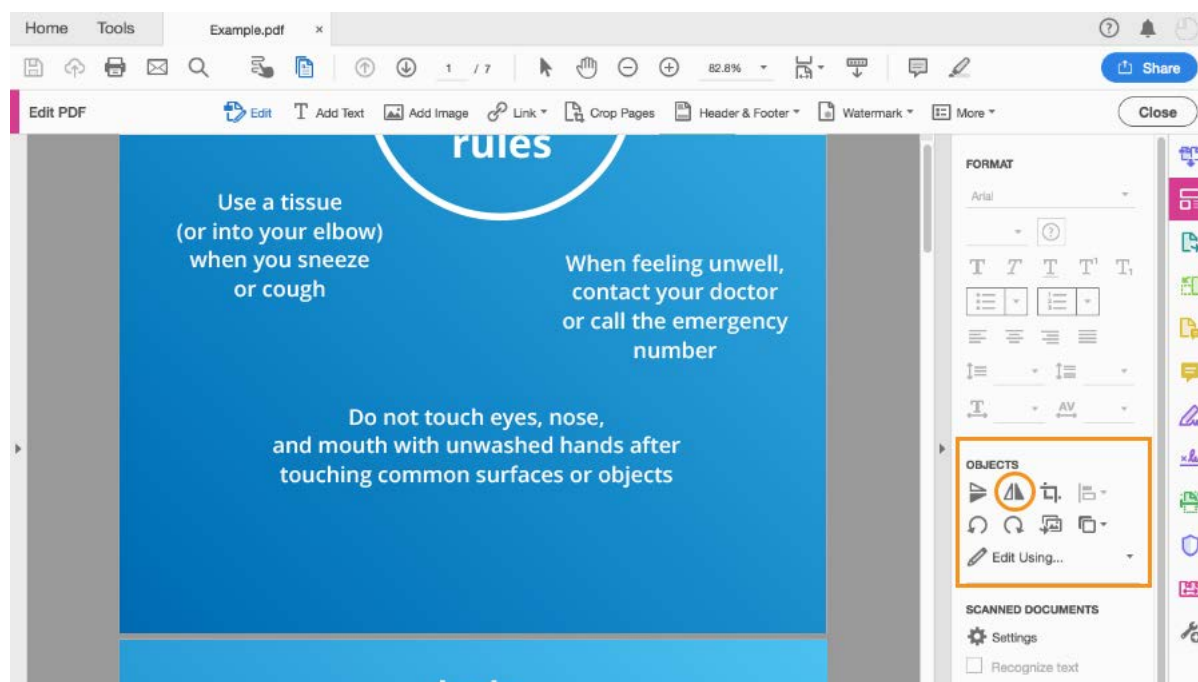 Home Tools Example.pdf ×
1 / 7 82.8% Share
Edit PDF Edit Add Text Add Image Link Crop Pages Header & Footer Watermark More Close
rules
Use a tissue
(or into your elbow)
when you sneeze
or cough
When feeling unwell,
contact your doctor
or call the emergency
number
Do not touch eyes, nose,
and mouth with unwashed hands after
touching common surfaces or objects
FORMAT
Arial
OBJECTS
Edit Using...
SCANNED DOCUMENTS
Settings
Recognize text